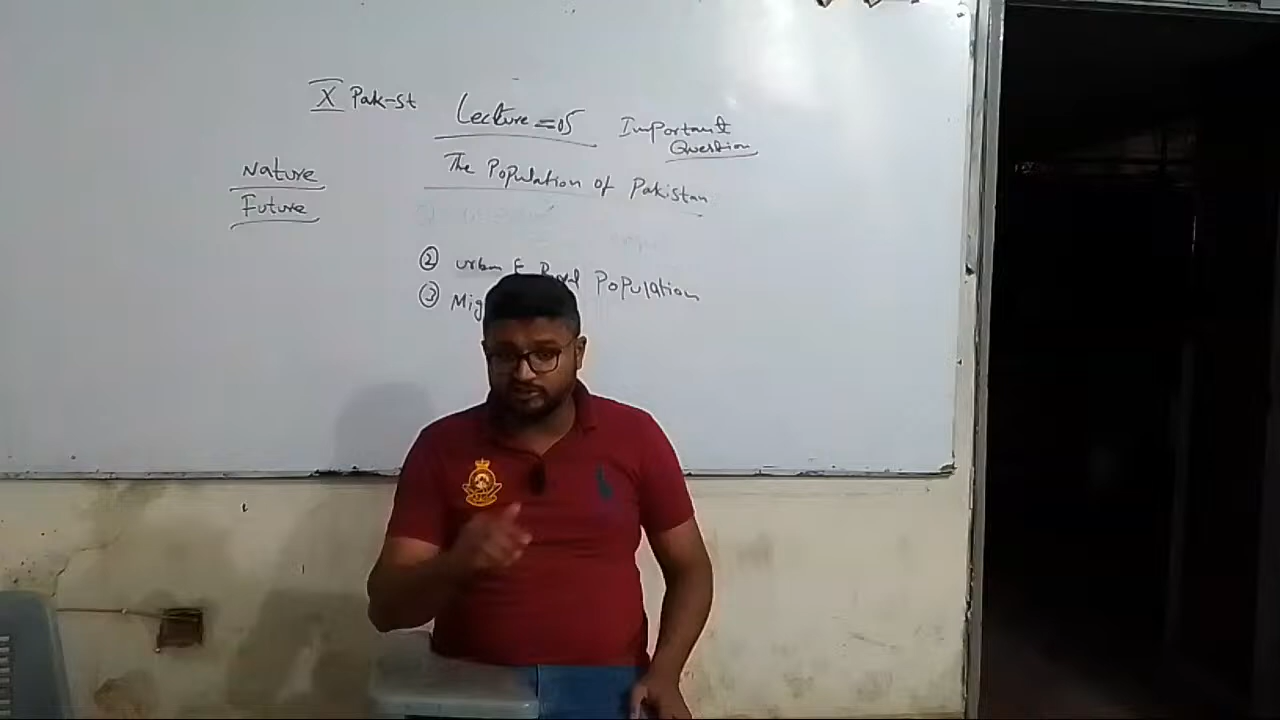 X Pak-st
Lecture = 05
Important
Question
Nature
Future
The Population of Pakistan
② Urban & Rural Population
③ Mig